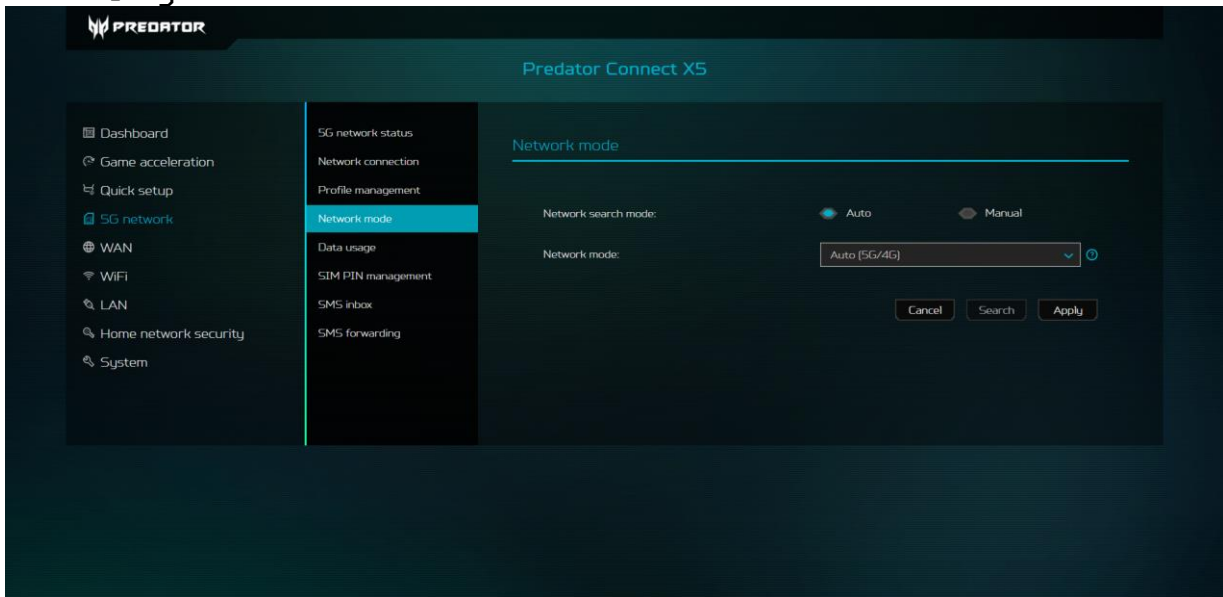 PREDATOR
Predator Connect X5
Dashboard
Game acceleration
Quick setup
5G network
WAN
WiFi
LAN
Home network security
System
5G network status
Network connection
Profile management
Network mode
Data usage
SIM PIN management
SMS inbox
SMS forwarding
Network mode
Network search mode: Auto Manual
Network mode: Auto (5G/4G)
Cancel Search Apply